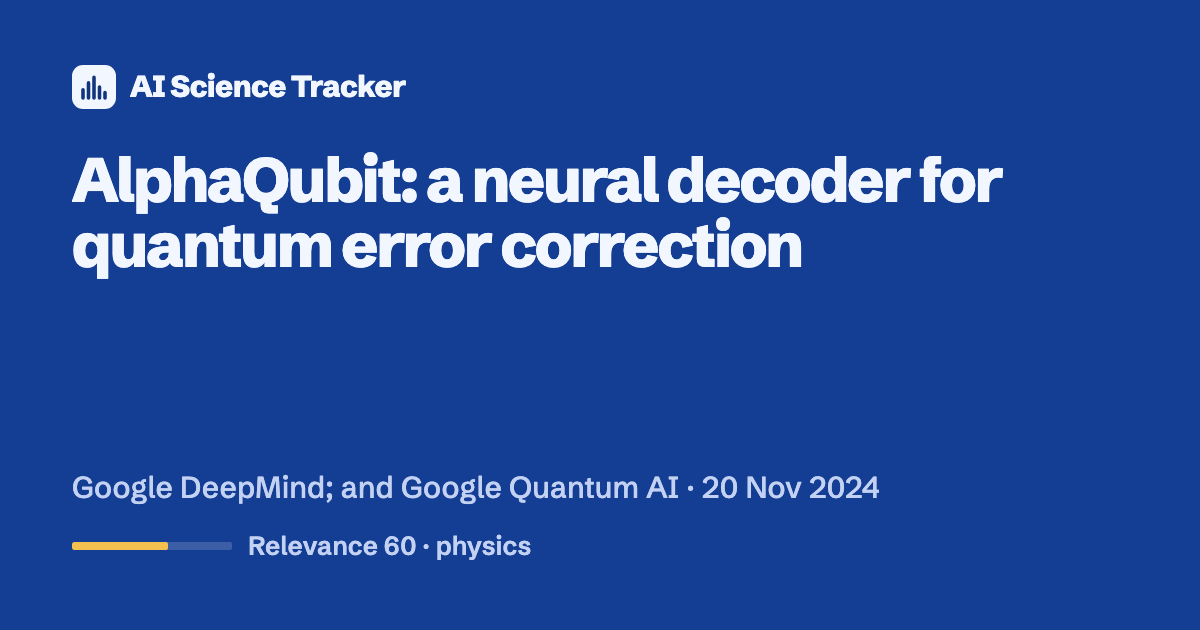 AI Science Tracker
AlphaQubit: a neural decoder for
quantum error correction
Google DeepMind; and Google Quantum AI · 20 Nov 2024
Relevance 60 · physics